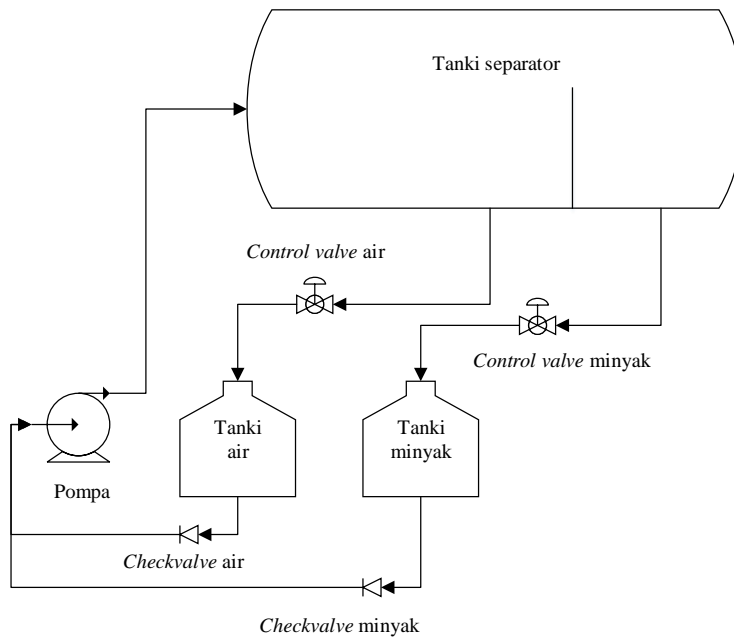 Tanki separator
Control valve air
Control valve minyak
Tanki
air
Tanki
minyak
Pompa
Checkvalve air
Checkvalve minyak